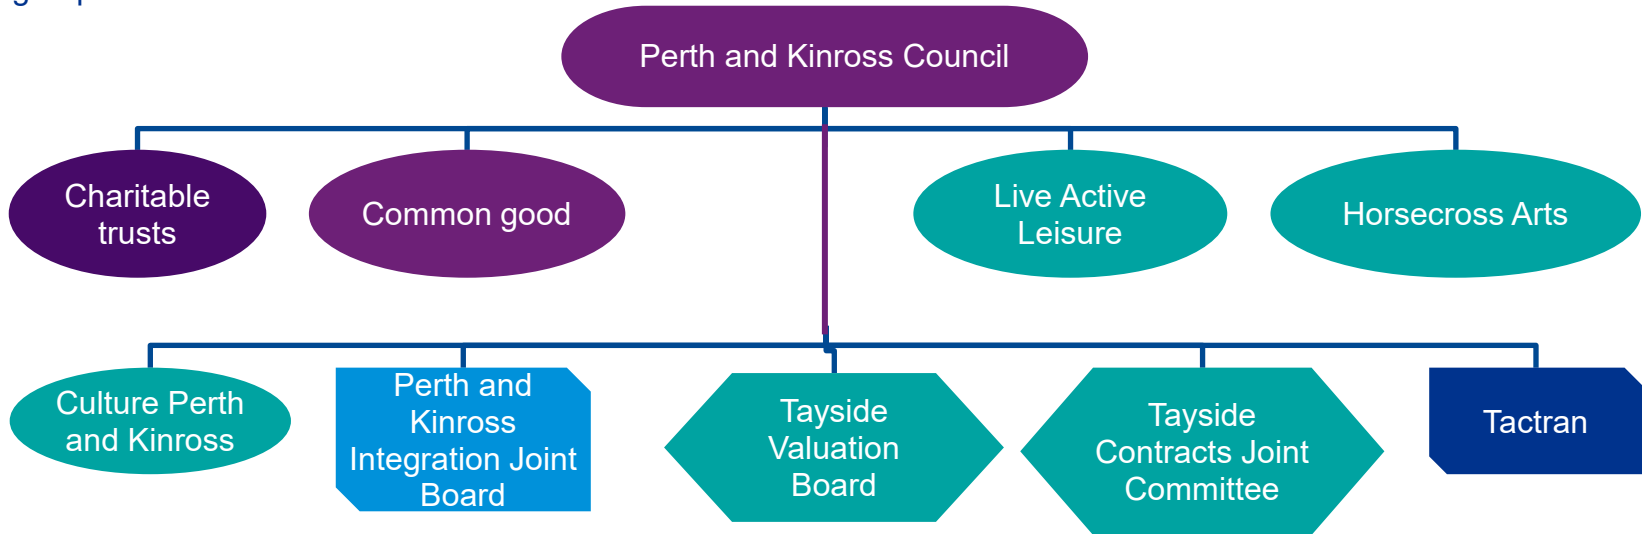 Perth and Kinross Council
Charitable
trusts
Common good
Live Active
Leisure
Horsecross Arts
Culture Perth
and Kinross
Perth and
Kinross
Integration Joint
Board
Tayside
Valuation
Board
Tayside
Contracts Joint
Committee
Tactran